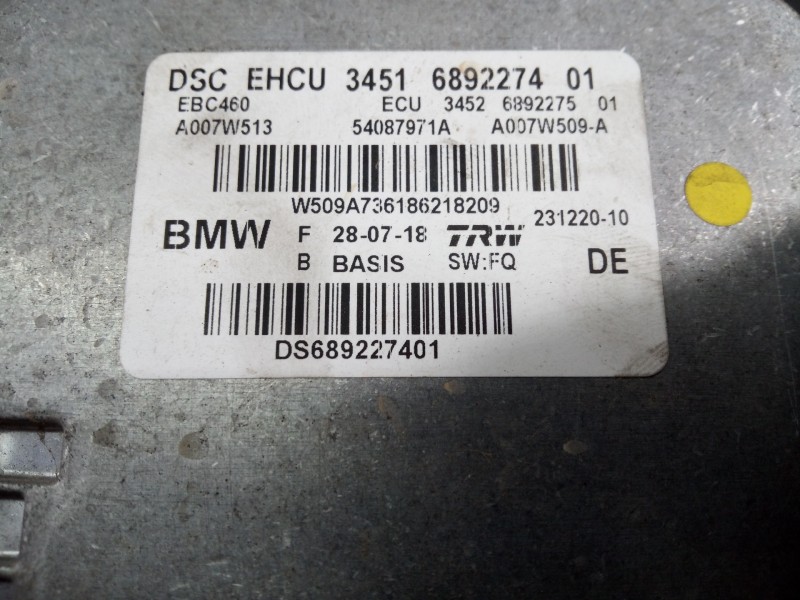 DSC EHCU 3451 6892274 01
EBC460 ECU 3452 6892275 01
A007W513 54087971A A007W509-A
W509A736186218209
BMW F 28-07-18 TRW 231220-10
B BASIS SW:FQ DE
DS689227401